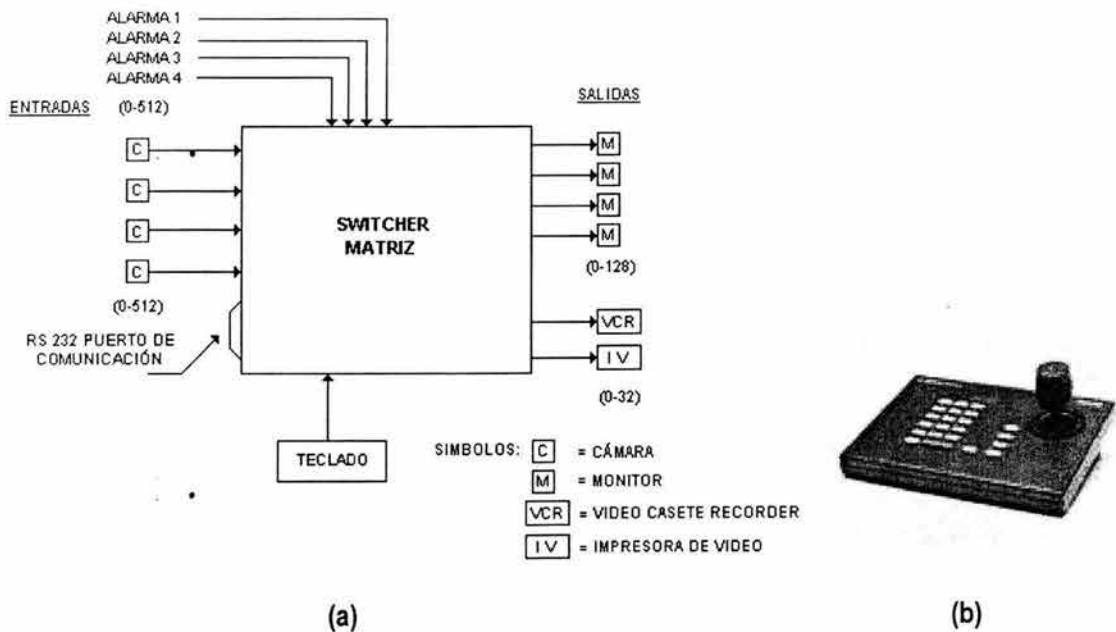 ALARMA 1
ALARMA 2
ALARMA 3
ALARMA 4
ENTRADAS
(0-512)
SALIDAS
C
C
C
C
(0-512)
RS 232 PUERTO DE
COMUNICACIÓN
SWITCHER
MATRIZ
M
M
M
M
(0-128)
VCR
IV
(0-32)
TECLADO
SIMBOLOS:
C = CÁMARA
M = MONITOR
VCR = VIDEO CASETE RECORDER
IV = IMPRESORA DE VIDEO
(a)
(b)